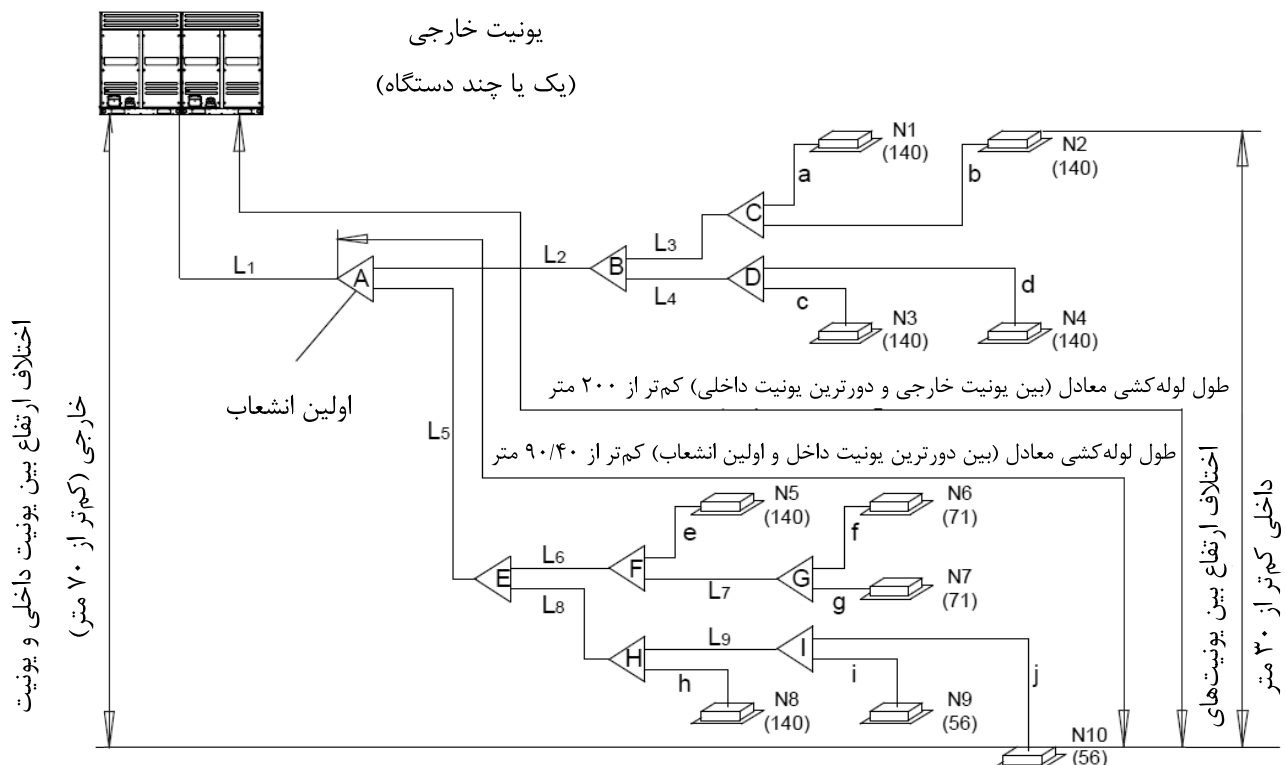 یونیت خارجی
(یک یا چند دستگاه)
N1
(140)
N2
(140)
a
b
C
L3
L2
B
L1
A
L4
D
c
d
N3
(140)
N4
(140)
اولین انشعاب
طول لوله‌کشی معادل (بین یونیت خارجی و دورترین یونیت داخلی) کم‌تر از ۲۰۰ متر
طول لوله‌کشی معادل (بین دورترین یونیت داخل و اولین انشعاب) کم‌تر از ۹۰/۴۰ متر
L5
N5
(140)
N6
(71)
e
f
L6
F
E
L7
G
N7
(71)
g
L8
L9
I
H
h
i
j
N8
(140)
N9
(56)
N10
(56)
اختلاف ارتفاع بین یونیت داخلی و یونیت
خارجی (کم‌تر از ۷۰ متر)
اختلاف ارتفاع بین یونیت‌های
داخلی کم‌تر از ۳۰ متر